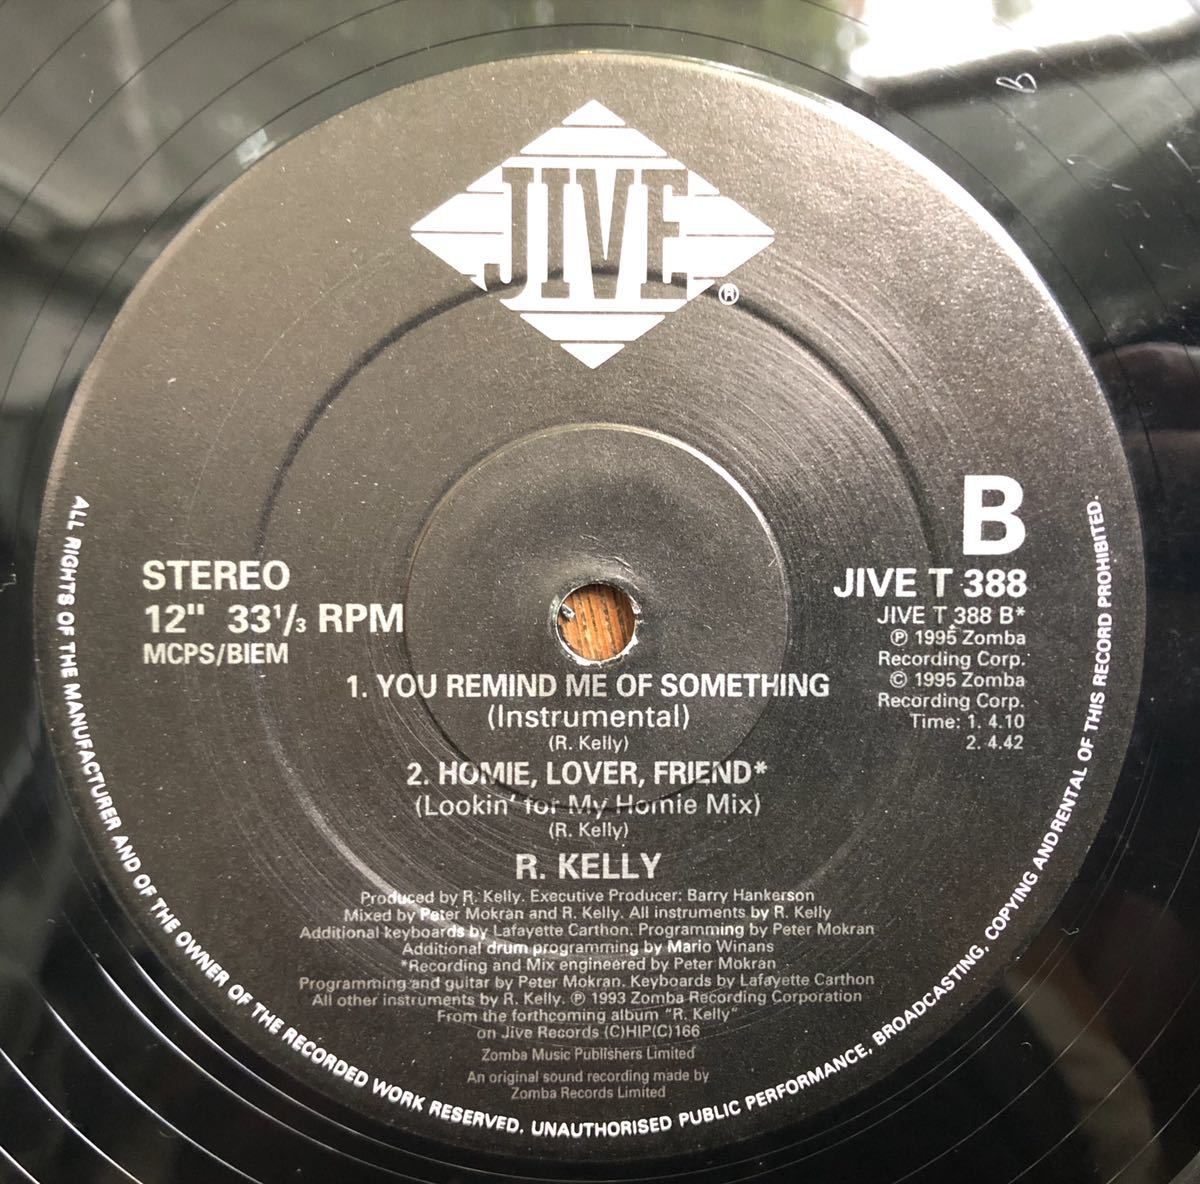 JIVE
®
B
STEREO
JIVE T 388
12" 33 1/3 RPM
JIVE T 388 B*
MCPS/BIEM
℗ 1995 Zomba
Recording Corp.
© 1995 Zomba
Recording Corp.
Time: 1. 4.10
2. 4.42
1. YOU REMIND ME OF SOMETHING
(Instrumental)
(R. Kelly)
2. HOMIE, LOVER, FRIEND*
(Lookin' for My Homie Mix)
(R. Kelly)
R. KELLY
Produced by R. Kelly. Executive Producer: Barry Hankerson
Mixed by Peter Mokran and R. Kelly. All instruments by R. Kelly
Additional keyboards by Lafayette Carthon. Programming by Peter Mokran
Additional drum programming by Mario Winans
*Recording and Mix engineered by Peter Mokran
Programming and guitar by Peter Mokran. Keyboards by Lafayette Carthon
All other instruments by R. Kelly. ℗ 1993 Zomba Recording Corporation
From the forthcoming album "R. Kelly"
on Jive Records (C)HIP(C)166
Zomba Music Publishers Limited
An original sound recording made by
Zomba Records Limited
ALL RIGHTS OF THE MANUFACTURER AND OF THE OWNER OF THE RECORDED WORK RESERVED. UNAUTHORISED PUBLIC PERFORMANCE, BROADCASTING, COPYING AND RENTAL OF THIS RECORD PROHIBITED.